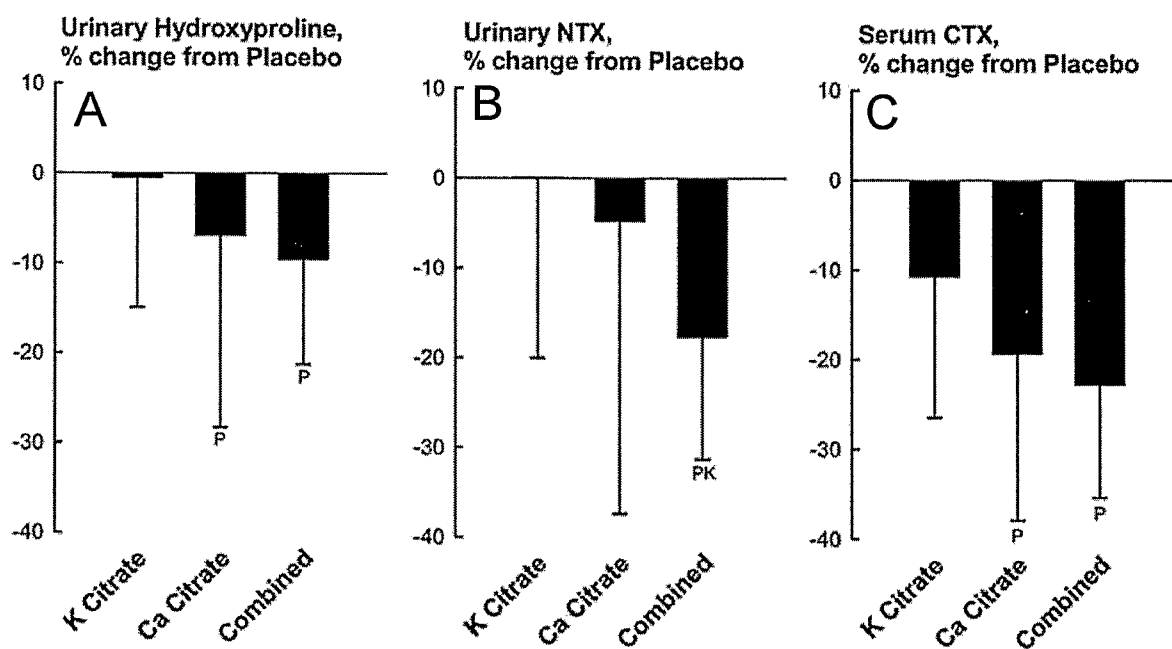 Urinary Hydroxyproline,
% change from Placebo
A
10
0
-10
-20
-30
-40
P
P
K Citrate
Ca Citrate
Combined
Urinary NTX,
% change from Placebo
B
10
0
-10
-20
-30
-40
PK
K Citrate
Ca Citrate
Combined
Serum CTX,
% change from Placebo
C
10
0
-10
-20
-30
-40
P
P
K Citrate
Ca Citrate
Combined